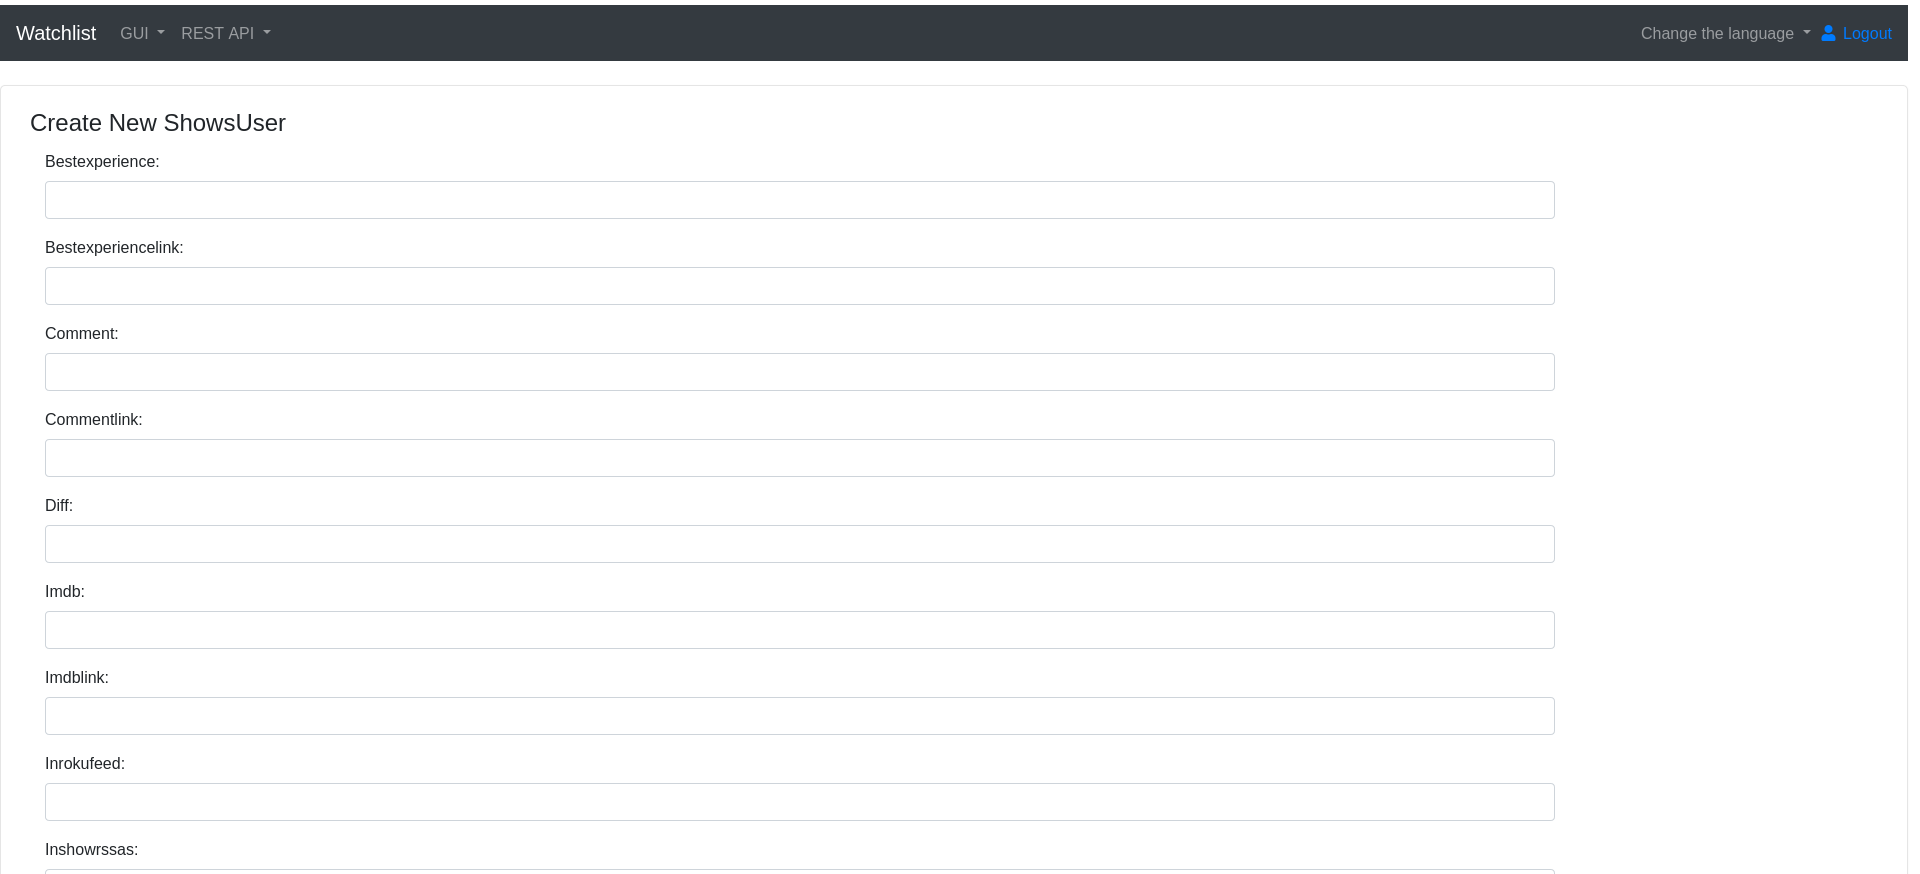 Watchlist GUI REST API Change the language Logout
Create New ShowsUser
Bestexperience:
Bestexperiencelink:
Comment:
Commentlink:
Diff:
Imdb:
Imdblink:
Inrokufeed:
Inshowrssas: